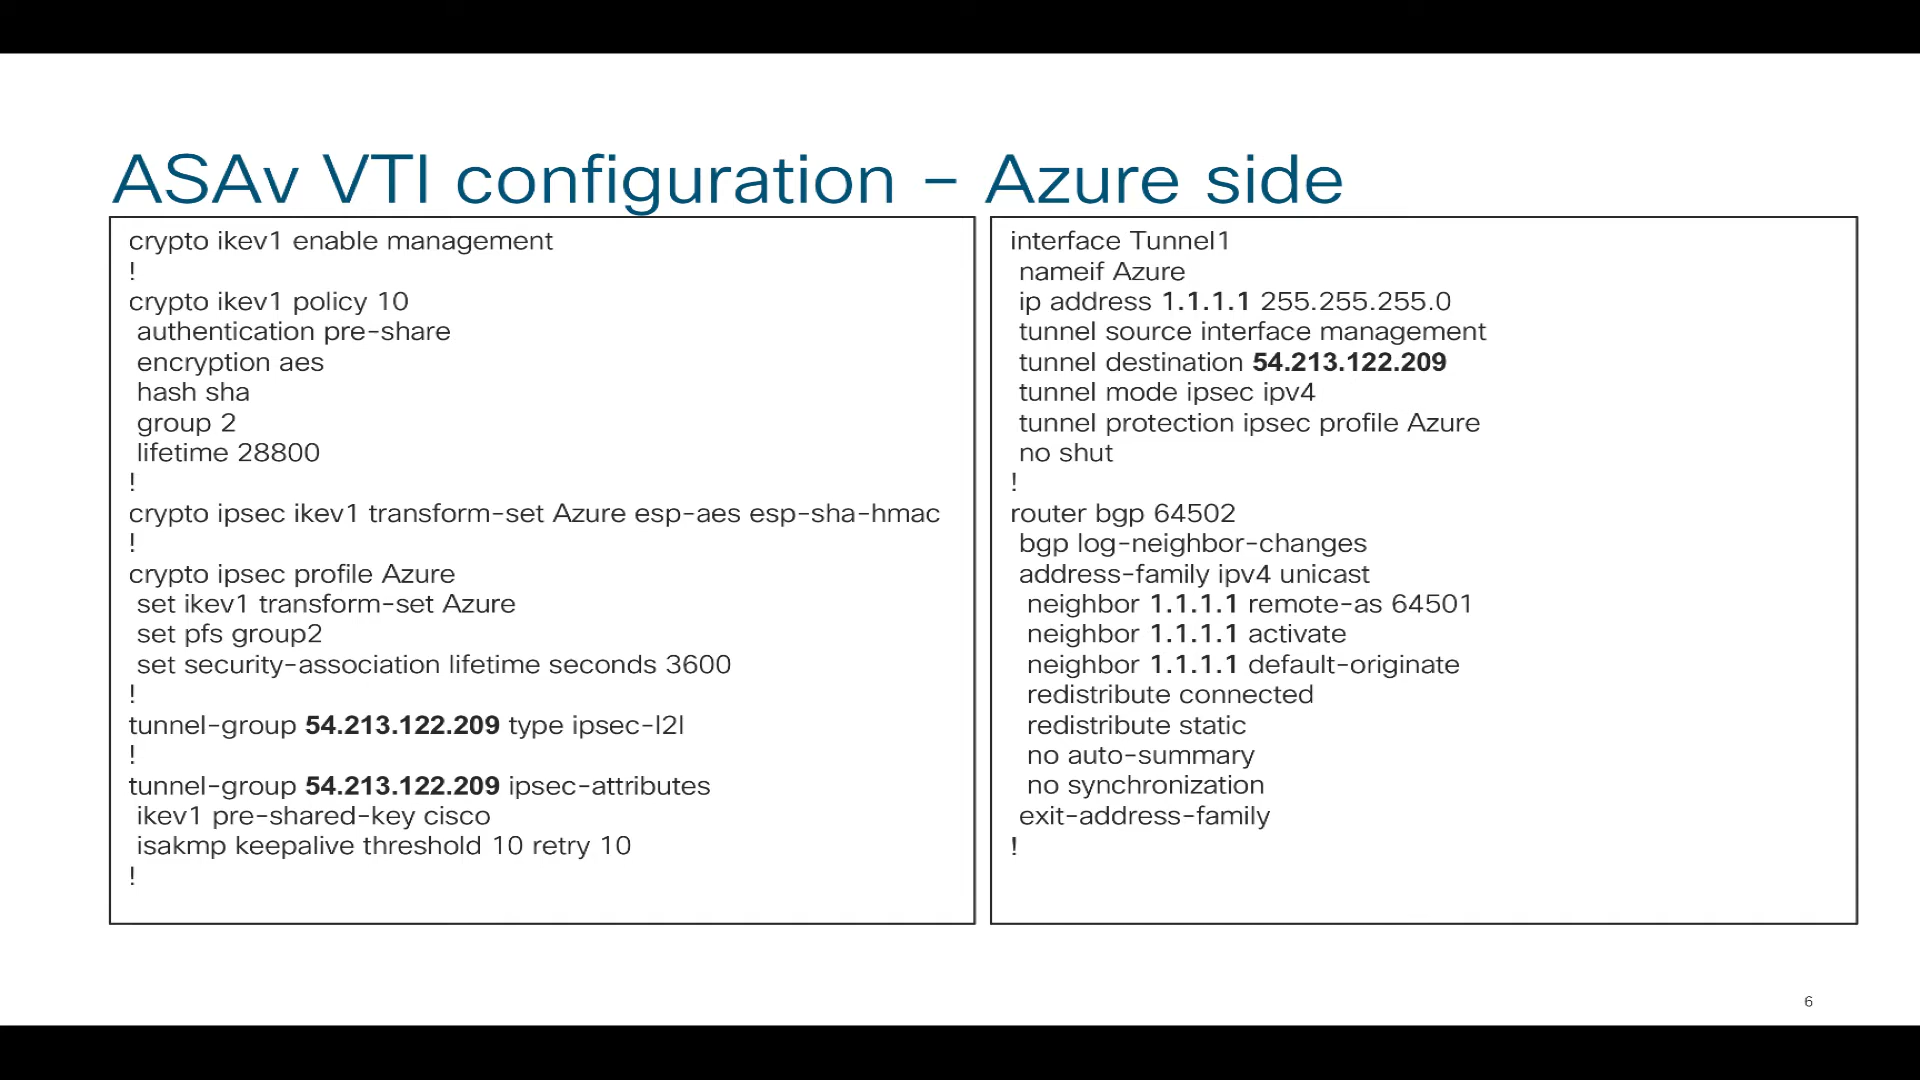 ASAv VTI configuration – Azure side
crypto ikev1 enable management
!
crypto ikev1 policy 10
authentication pre-share
encryption aes
hash sha
group 2
lifetime 28800
!
crypto ipsec ikev1 transform-set Azure esp-aes esp-sha-hmac
!
crypto ipsec profile Azure
set ikev1 transform-set Azure
set pfs group2
set security-association lifetime seconds 3600
!
tunnel-group 54.213.122.209 type ipsec-l2l
!
tunnel-group 54.213.122.209 ipsec-attributes
ikev1 pre-shared-key cisco
isakmp keepalive threshold 10 retry 10
!
interface Tunnel1
nameif Azure
ip address 1.1.1.1 255.255.255.0
tunnel source interface management
tunnel destination 54.213.122.209
tunnel mode ipsec ipv4
tunnel protection ipsec profile Azure
no shut
!
router bgp 64502
bgp log-neighbor-changes
address-family ipv4 unicast
neighbor 1.1.1.1 remote-as 64501
neighbor 1.1.1.1 activate
neighbor 1.1.1.1 default-originate
redistribute connected
redistribute static
no auto-summary
no synchronization
exit-address-family
!
6